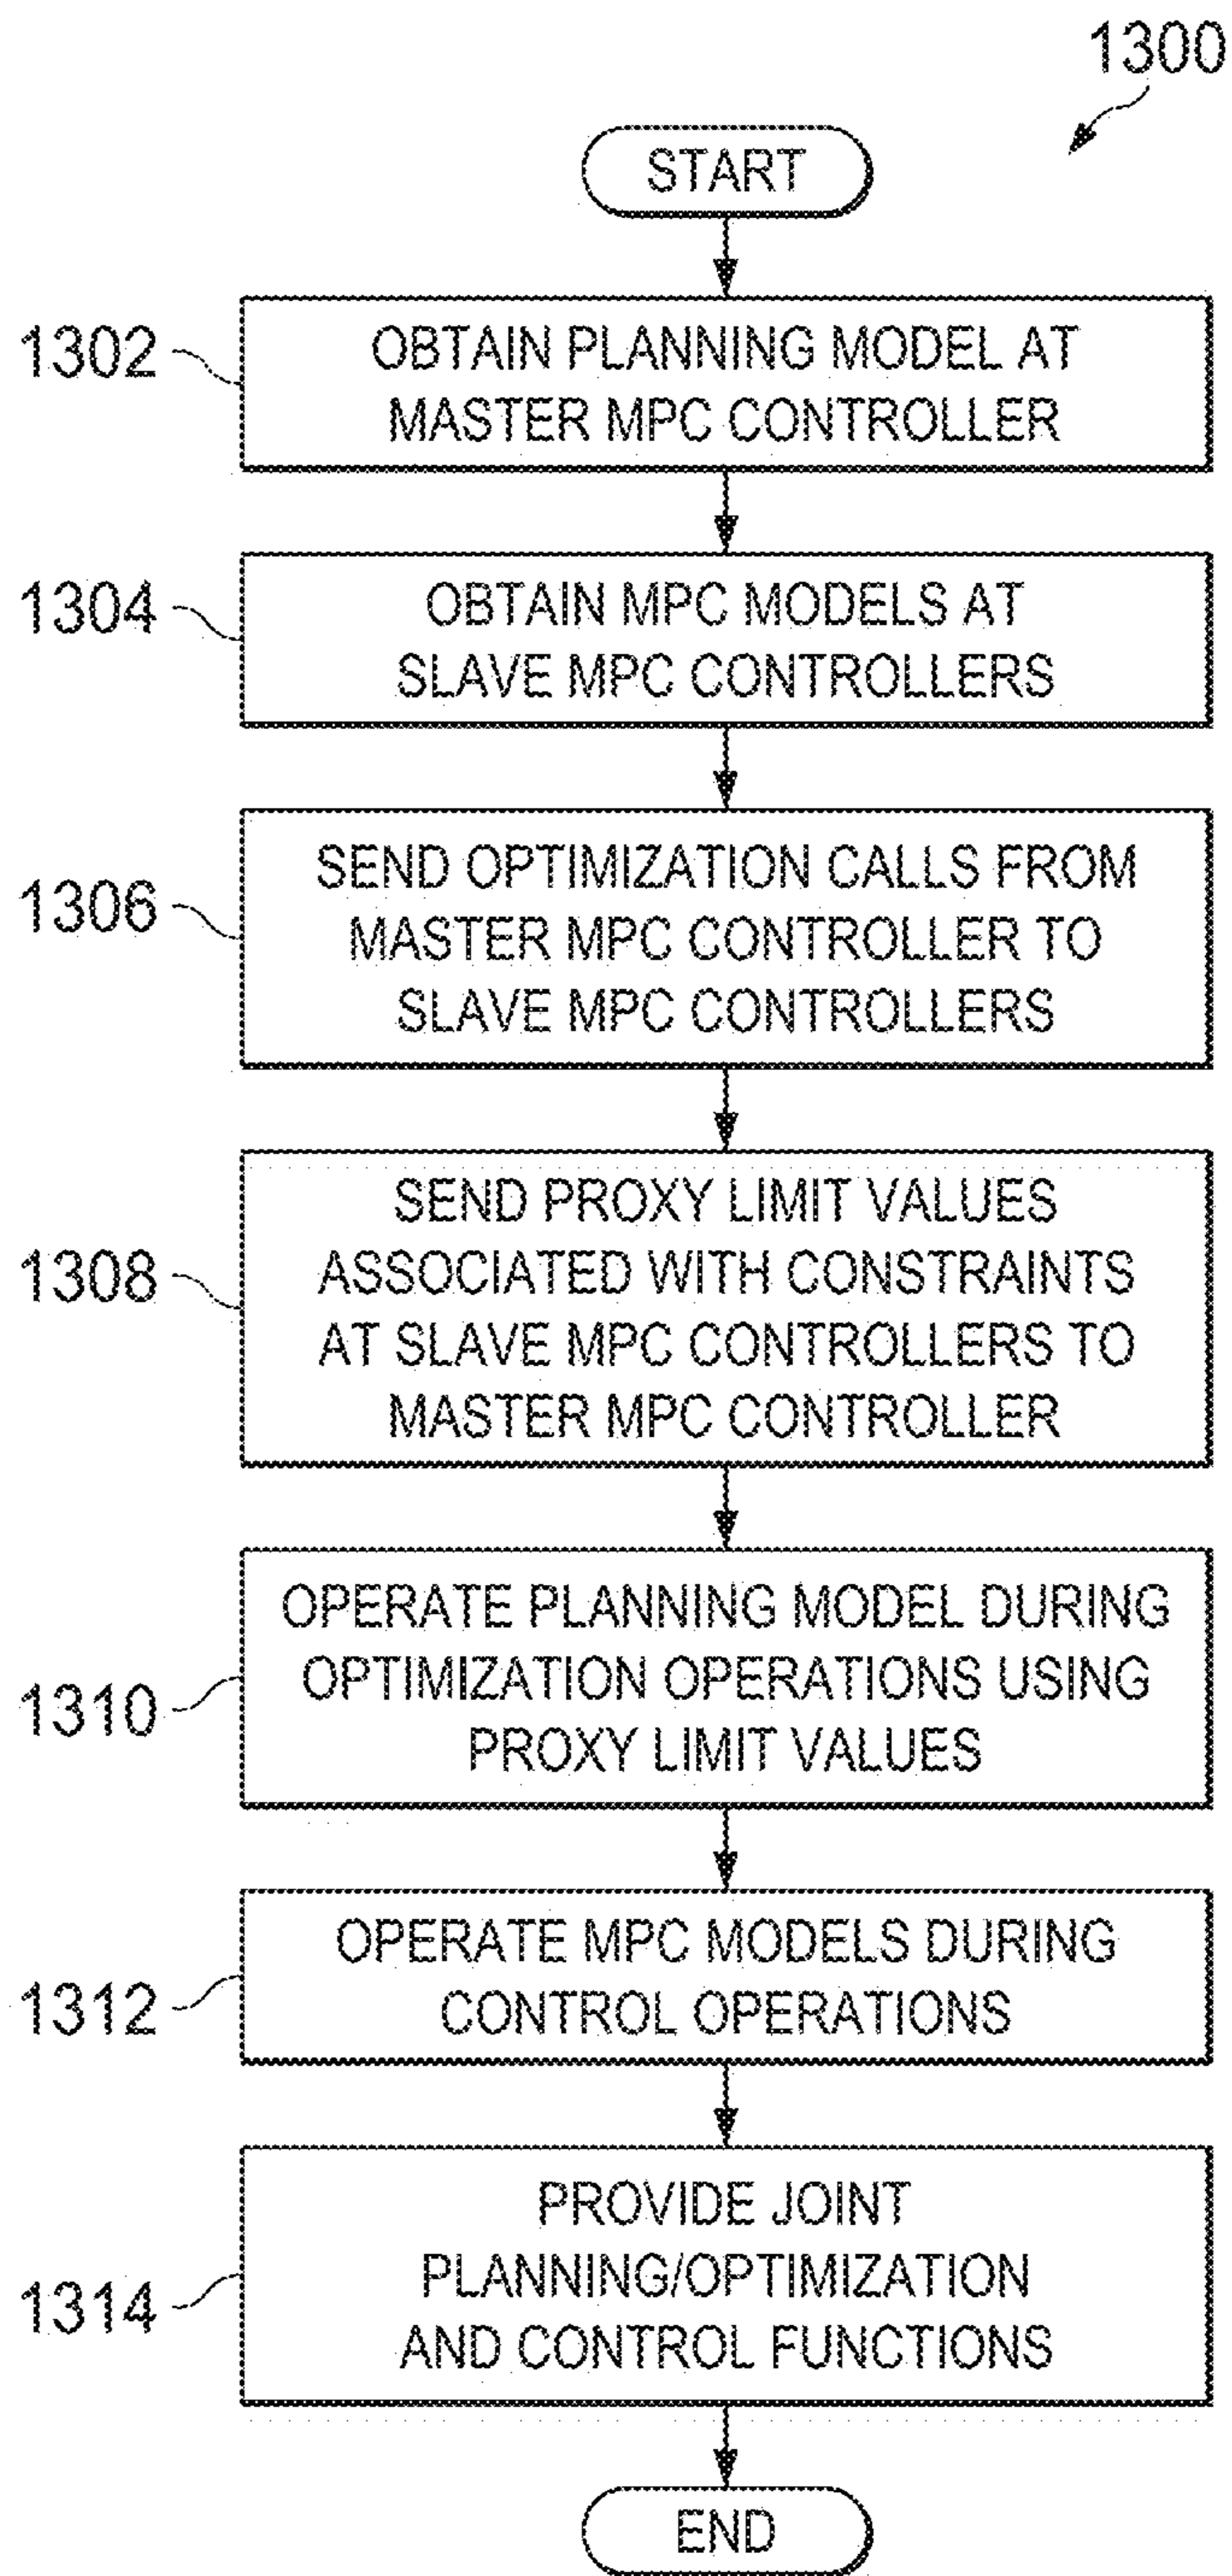 1300
START
1302
OBTAIN PLANNING MODEL AT
MASTER MPC CONTROLLER
1304
OBTAIN MPC MODELS AT
SLAVE MPC CONTROLLERS
1306
SEND OPTIMIZATION CALLS FROM
MASTER MPC CONTROLLER TO
SLAVE MPC CONTROLLERS
1308
SEND PROXY LIMIT VALUES
ASSOCIATED WITH CONSTRAINTS
AT SLAVE MPC CONTROLLERS TO
MASTER MPC CONTROLLER
1310
OPERATE PLANNING MODEL DURING
OPTIMIZATION OPERATIONS USING
PROXY LIMIT VALUES
1312
OPERATE MPC MODELS DURING
CONTROL OPERATIONS
1314
PROVIDE JOINT
PLANNING/OPTIMIZATION
AND CONTROL FUNCTIONS
END